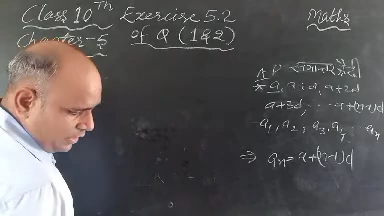 Class 10th Exercise 5.2 Maths
Chapter-5 of Q (1&2)
A P समान्तर श्रेढ़ी
a+3d, ... a+(n-1)d
a₁, a₂, a₃, a₄ ... aₙ
⇒ aₙ = a+(n-1)d